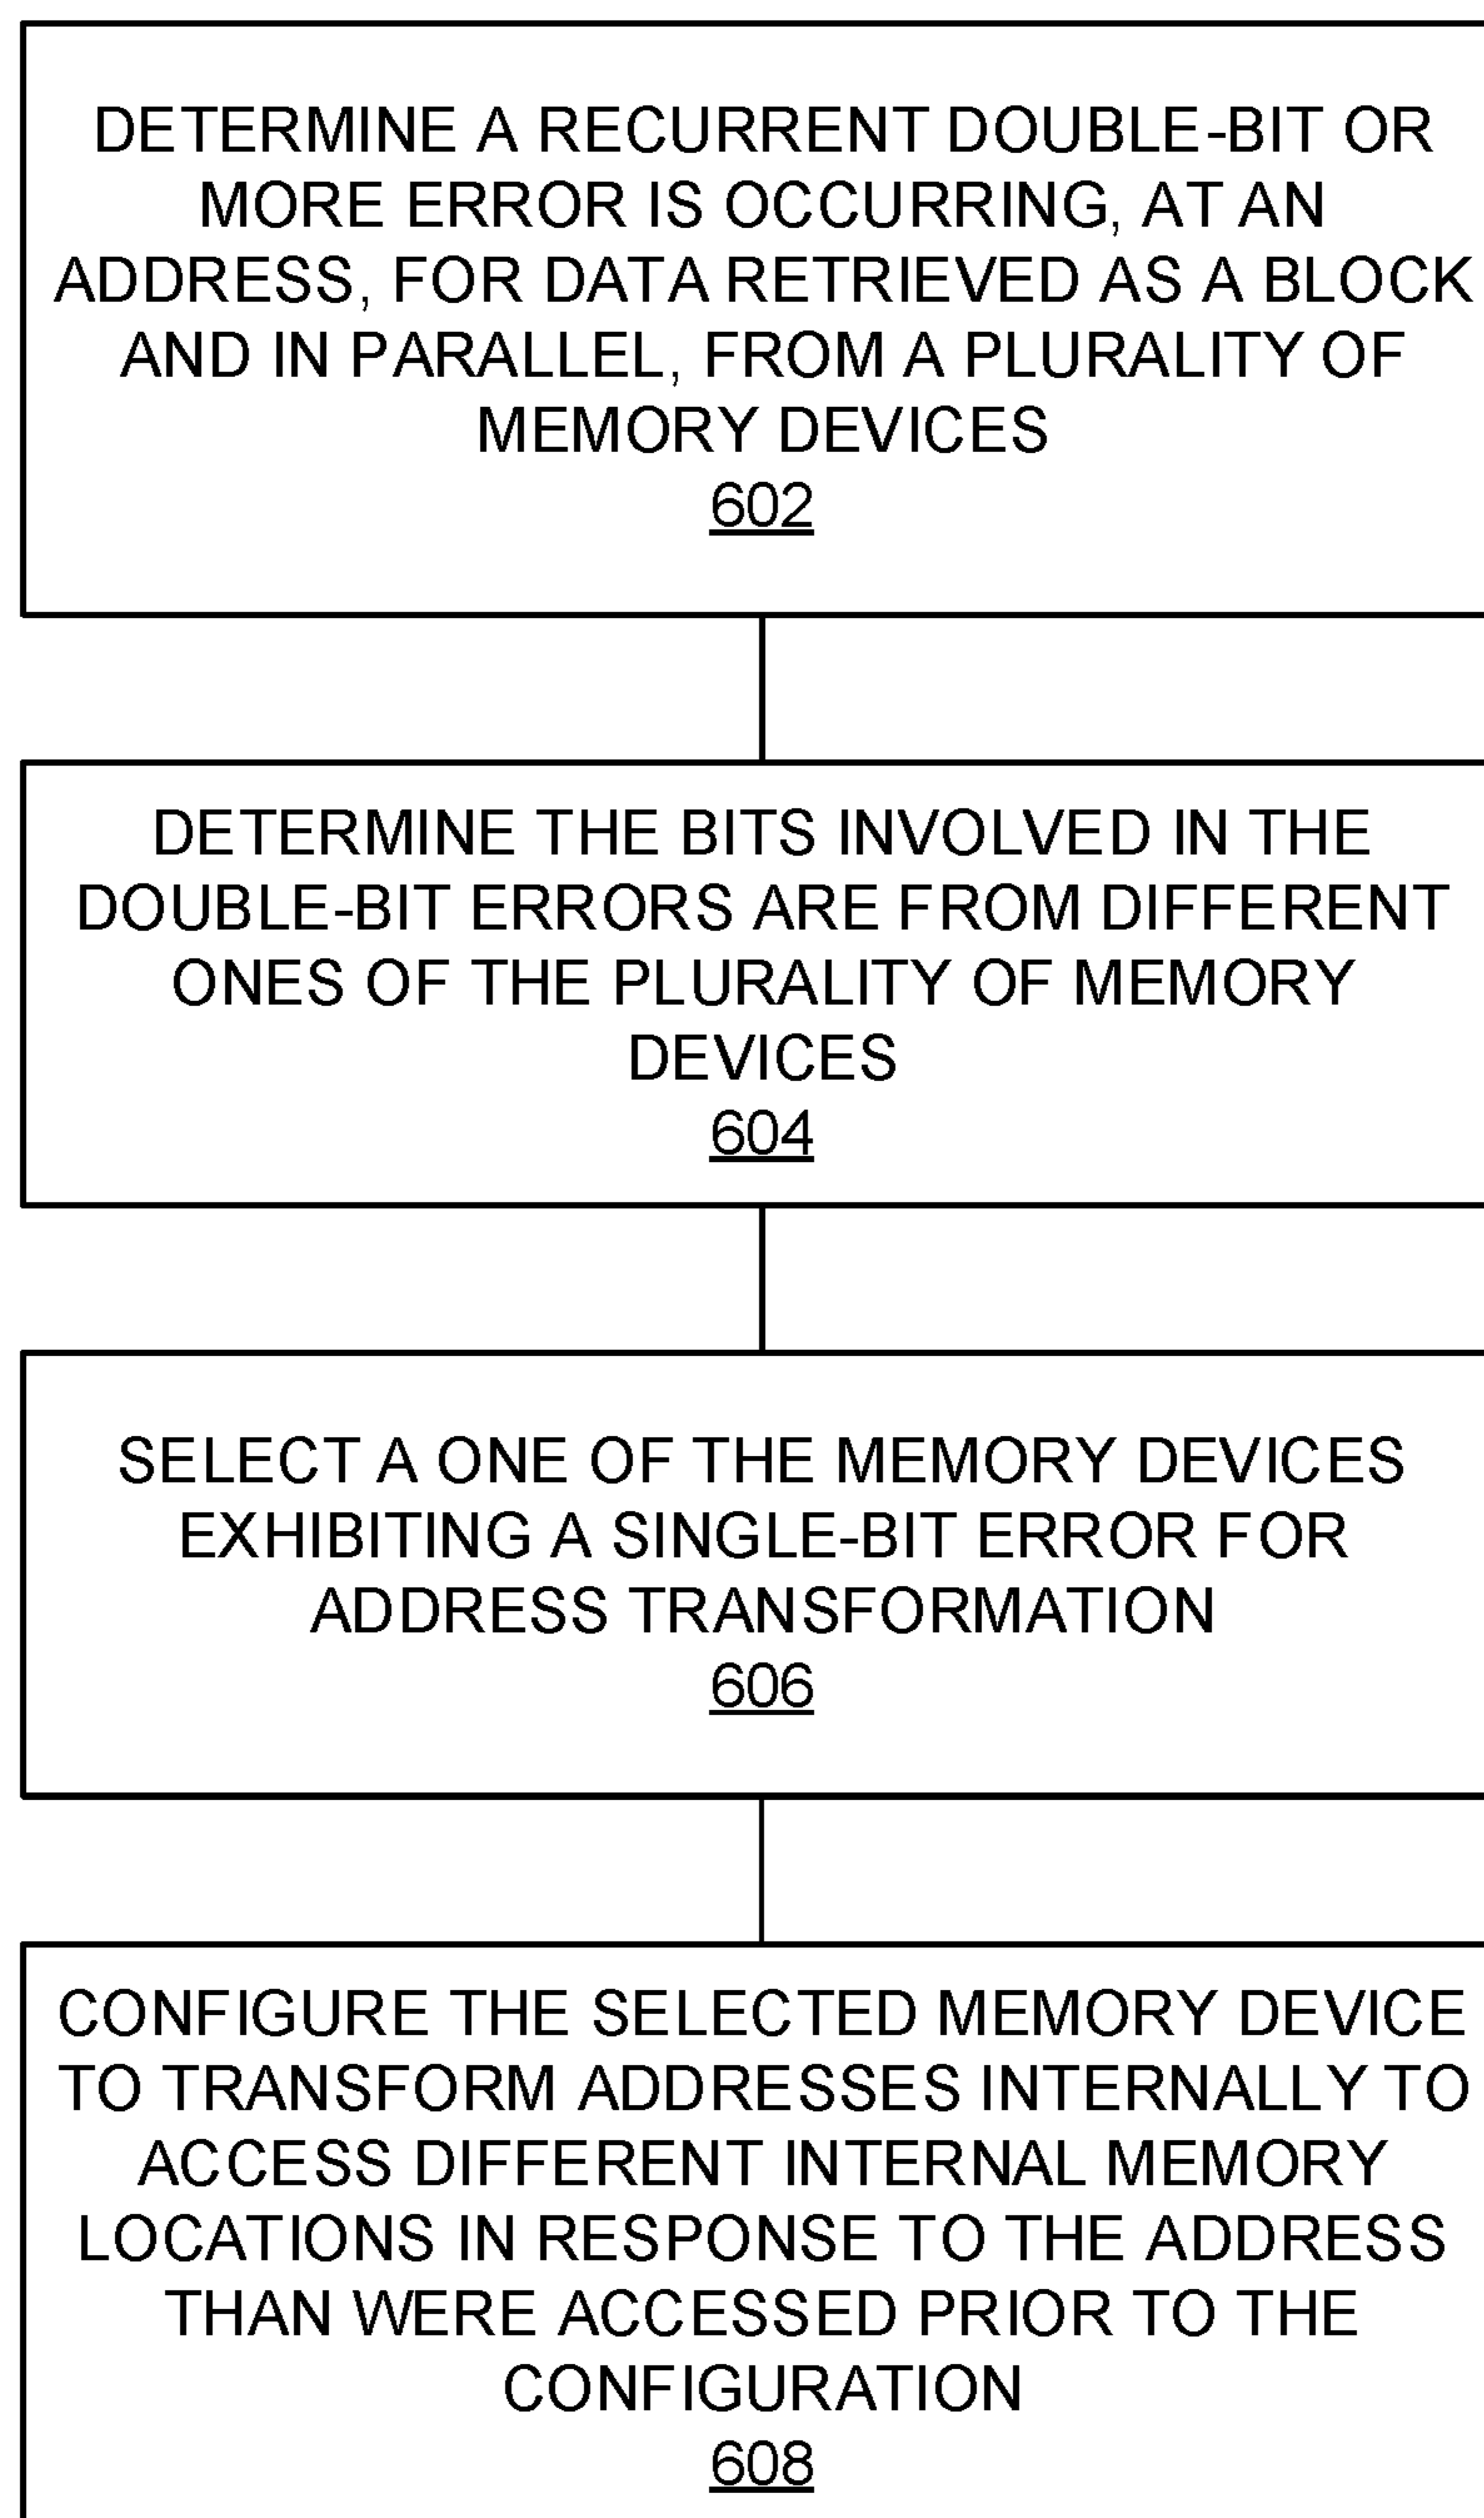 DETERMINE A RECURRENT DOUBLE-BIT OR
MORE ERROR IS OCCURRING, AT AN
ADDRESS, FOR DATA RETRIEVED AS A BLOCK
AND IN PARALLEL, FROM A PLURALITY OF
MEMORY DEVICES
602
DETERMINE THE BITS INVOLVED IN THE
DOUBLE-BIT ERRORS ARE FROM DIFFERENT
ONES OF THE PLURALITY OF MEMORY
DEVICES
604
SELECT A ONE OF THE MEMORY DEVICES
EXHIBITING A SINGLE-BIT ERROR FOR
ADDRESS TRANSFORMATION
606
CONFIGURE THE SELECTED MEMORY DEVICE
TO TRANSFORM ADDRESSES INTERNALLY TO
ACCESS DIFFERENT INTERNAL MEMORY
LOCATIONS IN RESPONSE TO THE ADDRESS
THAN WERE ACCESSED PRIOR TO THE
CONFIGURATION
608